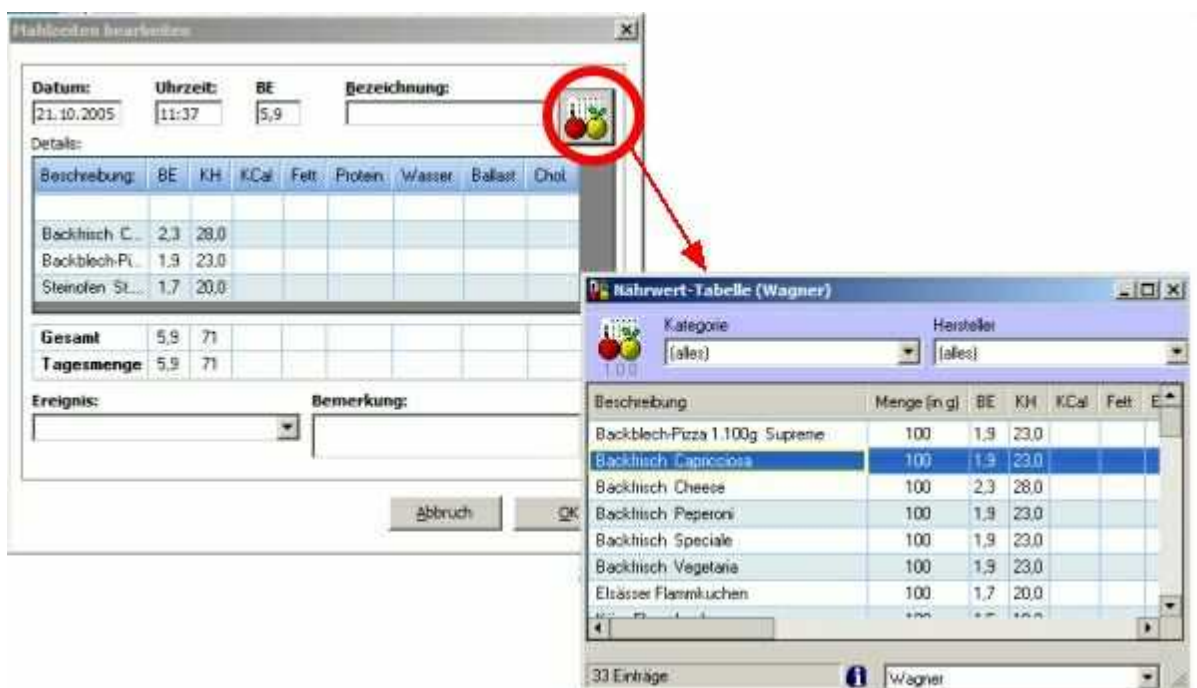 Mahlzeiten bearbeiten
Datum: Uhrzeit: BE Bezeichnung:
21.10.2005 11:37 5,9
Details:
Beschreibung: BE KH KCal Fett Protein Wasser Ballast Chol.
Backfrisch C... 2,3 28,0
Backblech-Pi... 1,9 23,0
Steinofen St... 1,7 20,0
Gesamt 5,9 71
Tagesmenge 5,9 71
Ereignis: Bemerkung:
Abbruch OK
Nährwert-Tabelle (Wagner)
Kategorie Hersteller
(alles) (alles)
100
Beschreibung Menge (in g) BE KH KCal Fett E
Backblech-Pizza 1.100g Supreme 100 1,9 23,0
Backfrisch Capricciosa 100 1,9 23,0
Backfrisch Cheese 100 2,3 28,0
Backfrisch Peperoni 100 1,9 23,0
Backfrisch Speciale 100 1,9 23,0
Backfrisch Vegetaria 100 1,9 23,0
Elsässer Flammkuchen 100 1,7 20,0
33 Einträge Wagner